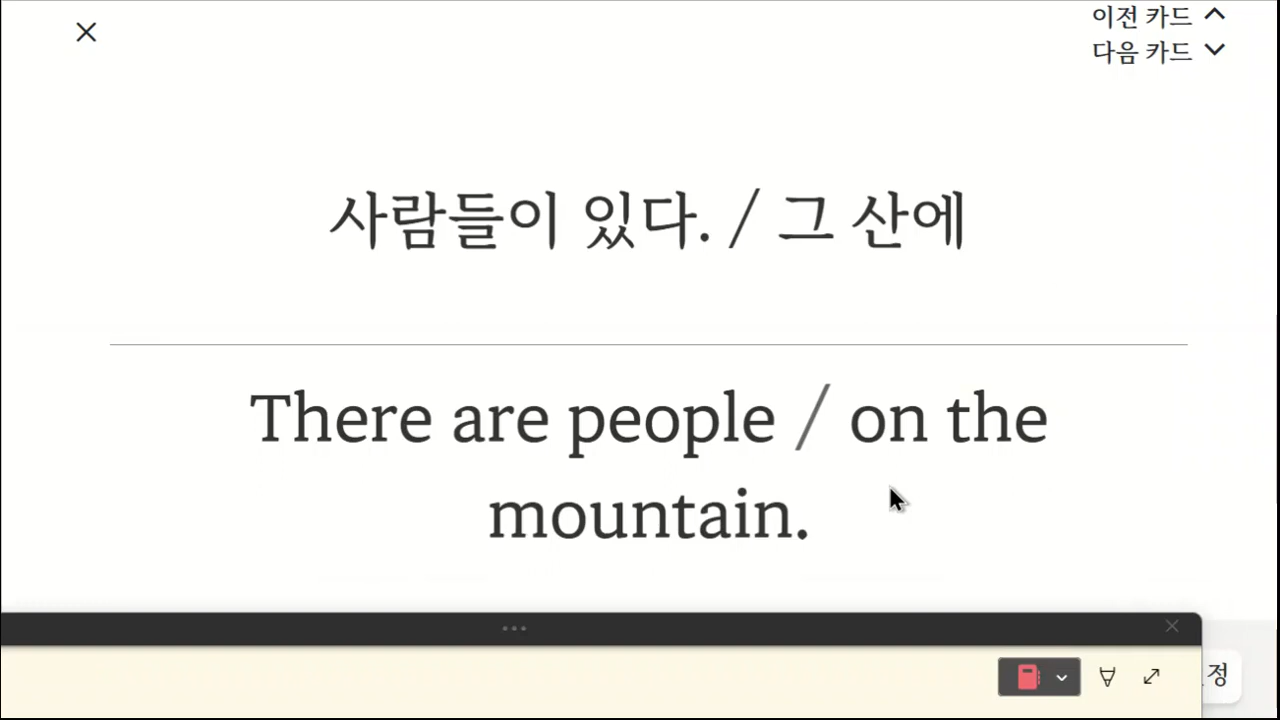 이전 카드
다음 카드
사람들이 있다. / 그 산에
There are people / on the
mountain.
정